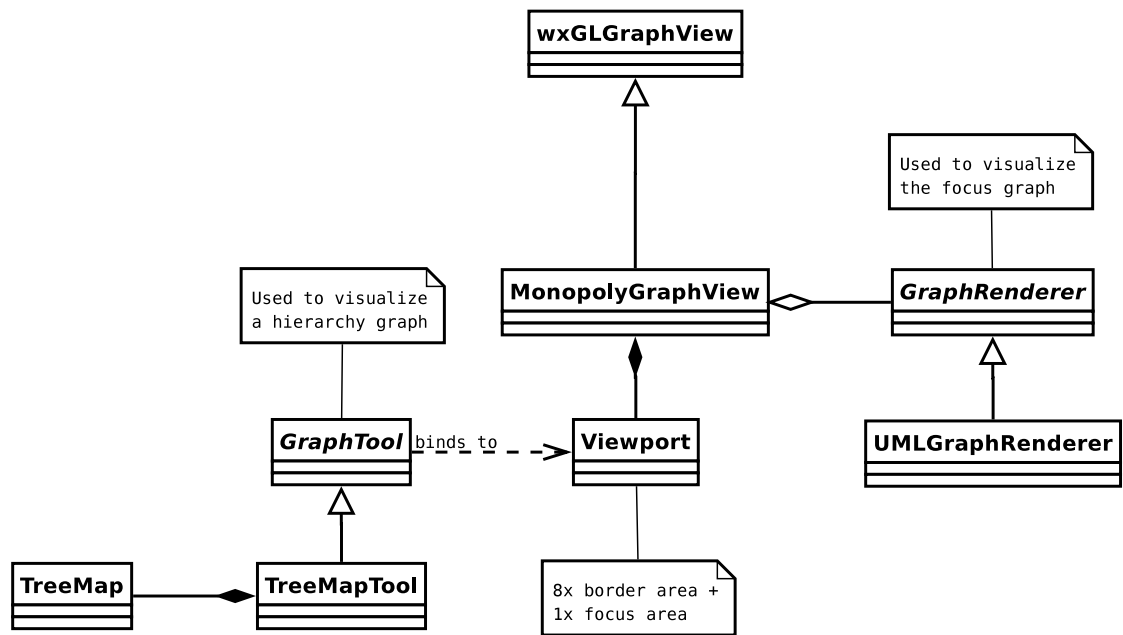 wxGLGraphView
Used to visualize
the focus graph
Used to visualize
a hierarchy graph
MonopolyGraphView
GraphRenderer
GraphTool
binds to
Viewport
UMLGraphRenderer
TreeMap
TreeMapTool
8x border area +
1x focus area